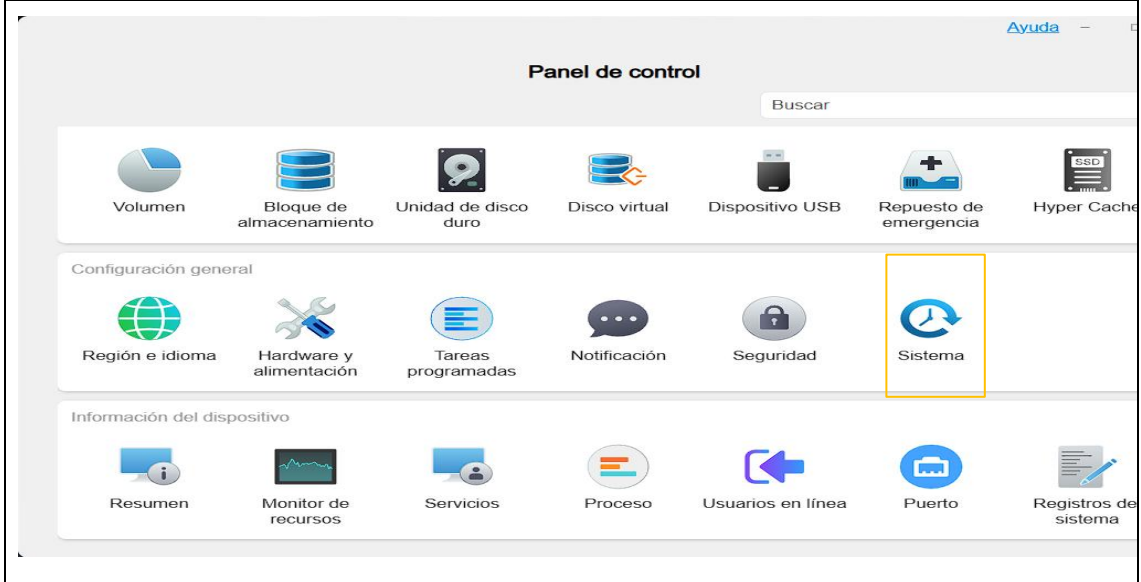 Ayuda
Panel de control
Buscar
Volumen
Bloque de
almacenamiento
Unidad de disco
duro
Disco virtual
Dispositivo USB
Repuesto de
emergencia
SSD
Hyper Cache
Configuración general
Región e idioma
Hardware y
alimentación
Tareas
programadas
Notificación
Seguridad
Sistema
Información del dispositivo
Resumen
Monitor de
recursos
Servicios
Proceso
Usuarios en línea
Puerto
Registros de
sistema